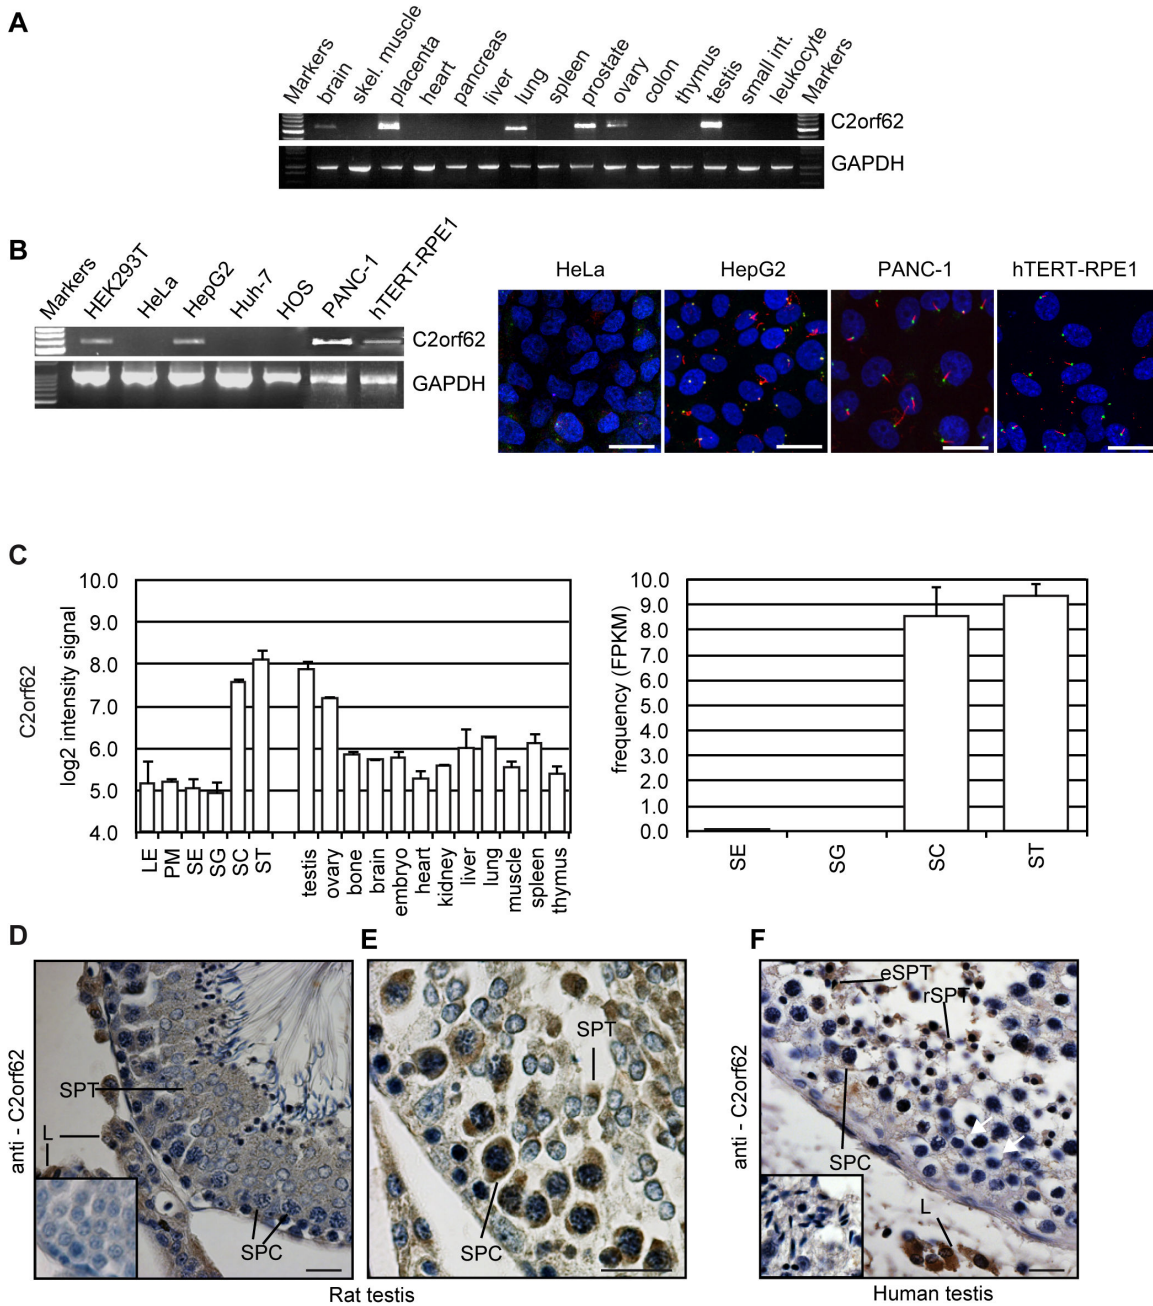 A
Markers
brain
skel. muscle
placenta
heart
pancreas
liver
lung
spleen
prostate
ovary
colon
thymus
testis
small int.
leukocyte
Markers
C2orf62
GAPDH
B
Markers
HEK293T
HeLa
HepG2
Huh-7
HOS
PANC-1
hTERT-RPE1
C2orf62
GAPDH
HeLa
HepG2
PANC-1
hTERT-RPE1
C
C2orf62
log2 intensity signal
10.0
9.0
8.0
7.0
6.0
5.0
4.0
LE
PM
SE
SG
SC
ST
testis
ovary
bone
brain
embryo
heart
kidney
liver
lung
muscle
spleen
thymus
frequency (FPKM)
10.0
9.0
8.0
7.0
6.0
5.0
4.0
3.0
2.0
1.0
0.0
SE
SG
SC
ST
D
anti - C2orf62
SPT
L
SPC
E
SPT
SPC
Rat testis
F
anti - C2orf62
eSPT
rSPT
SPC
L
Human testis